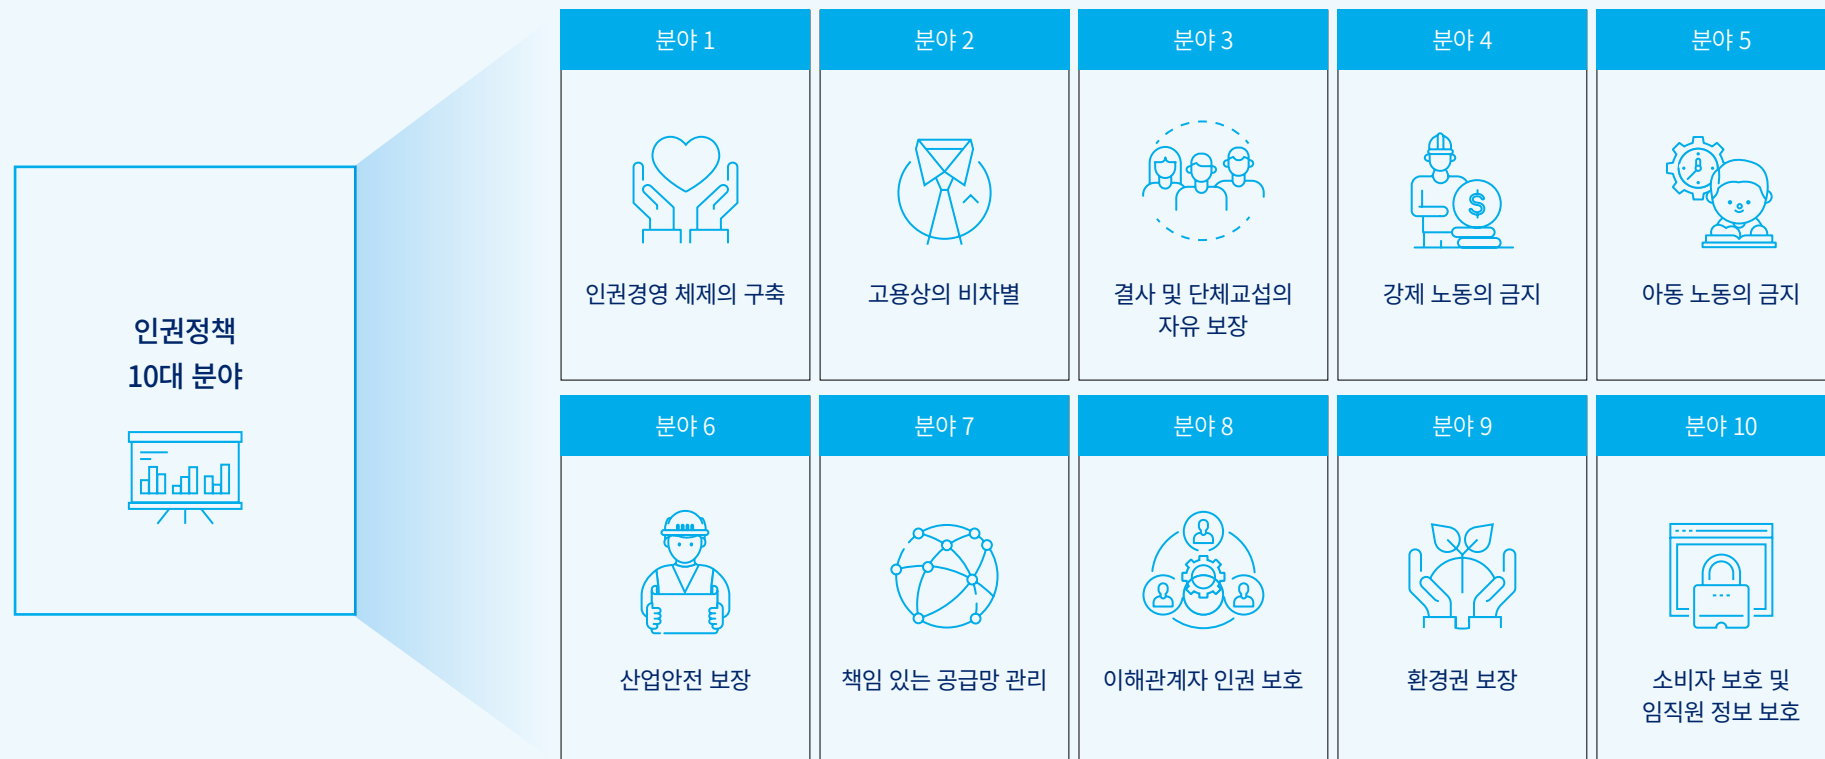 인권정책
10대 분야
분야 1
인권경영 체제의 구축
분야 2
고용상의 비차별
분야 3
결사 및 단체교섭의
자유 보장
분야 4
강제 노동의 금지
분야 5
아동 노동의 금지
분야 6
산업안전 보장
분야 7
책임 있는 공급망 관리
분야 8
이해관계자 인권 보호
분야 9
환경권 보장
분야 10
소비자 보호 및
임직원 정보 보호